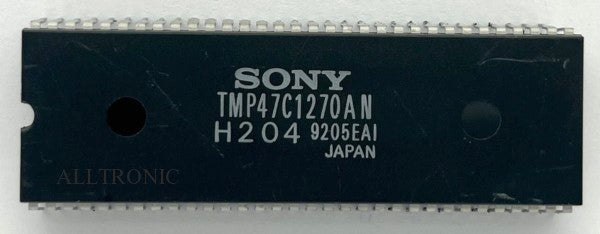 SONY
TMP47C1270AN
H204 9205EAI
JAPAN
ALLTRONIC